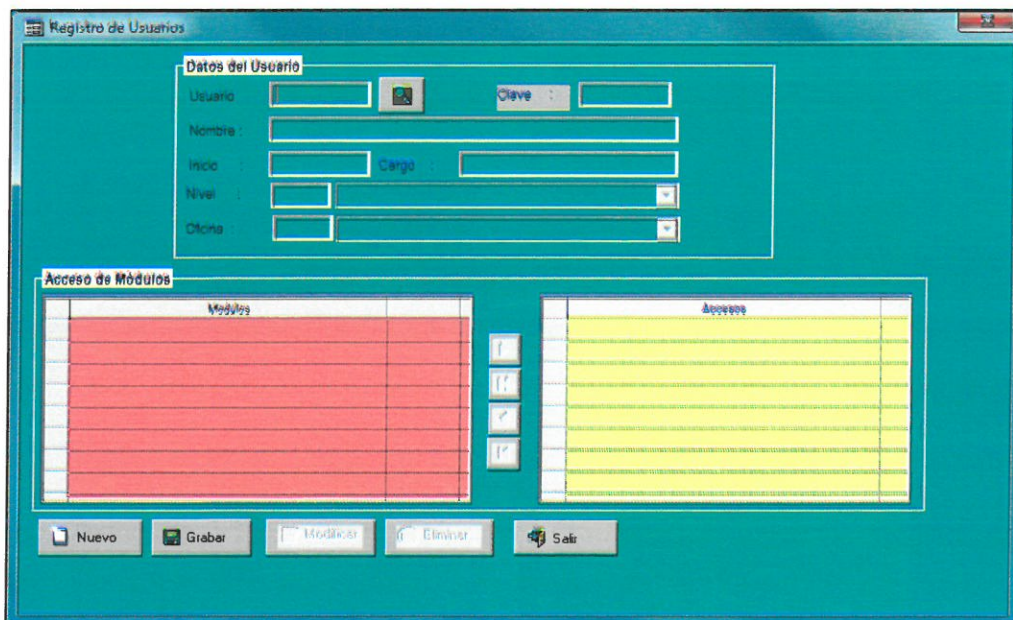 Registro de Usuarios
Datos del Usuario
Usuario
Clave :
Nombre :
Inicio :
Cargo :
Nivel :
Oficina :
Acceso de Módulos
Modulos
Accesos
Nuevo
Grabar
Modificar
Eliminar
Salir